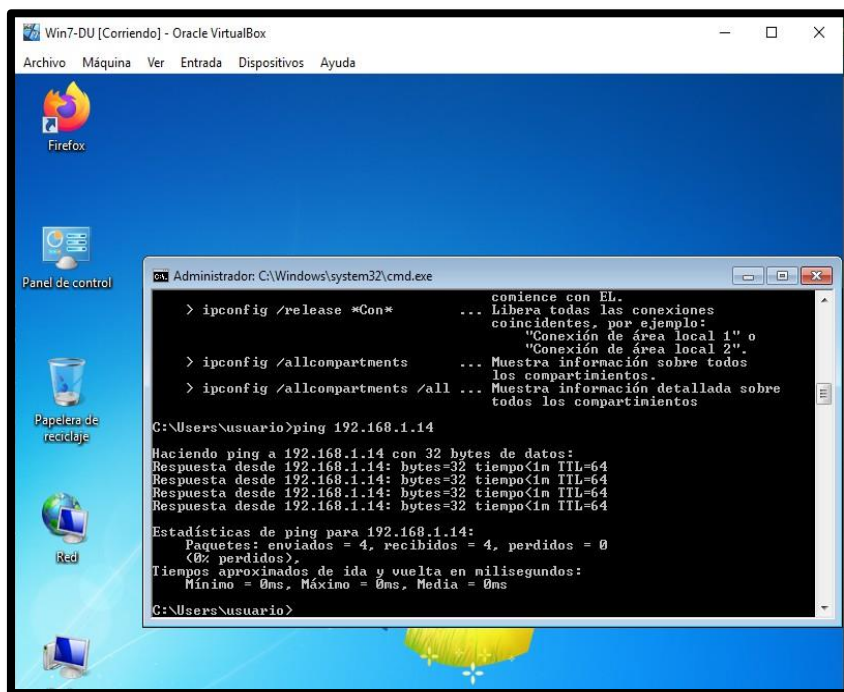 Win7-DU [Corriendo] - Oracle VirtualBox
Archivo Máquina Ver Entrada Dispositivos Ayuda
Firefox
Panel de control
Papelera de
reciclaje
Red
Administrador: C:\Windows\system32\cmd.exe
comience con EL.
> ipconfig /release *Con* ... Libera todas las conexiones
coincidentes, por ejemplo:
"Conexión de área local 1" o
"Conexión de área local 2".
> ipconfig /allcompartments ... Muestra información sobre todos
los compartimientos.
> ipconfig /allcompartments /all ... Muestra información detallada sobre
todos los compartimientos
C:\Users\usuario>ping 192.168.1.14
Haciendo ping a 192.168.1.14 con 32 bytes de datos:
Respuesta desde 192.168.1.14: bytes=32 tiempo<1m TTL=64
Respuesta desde 192.168.1.14: bytes=32 tiempo<1m TTL=64
Respuesta desde 192.168.1.14: bytes=32 tiempo<1m TTL=64
Respuesta desde 192.168.1.14: bytes=32 tiempo<1m TTL=64
Estadísticas de ping para 192.168.1.14:
Paquetes: enviados = 4, recibidos = 4, perdidos = 0
(0% perdidos),
Tiempos aproximados de ida y vuelta en milisegundos:
Mínimo = 0ms, Máximo = 0ms, Media = 0ms
C:\Users\usuario>